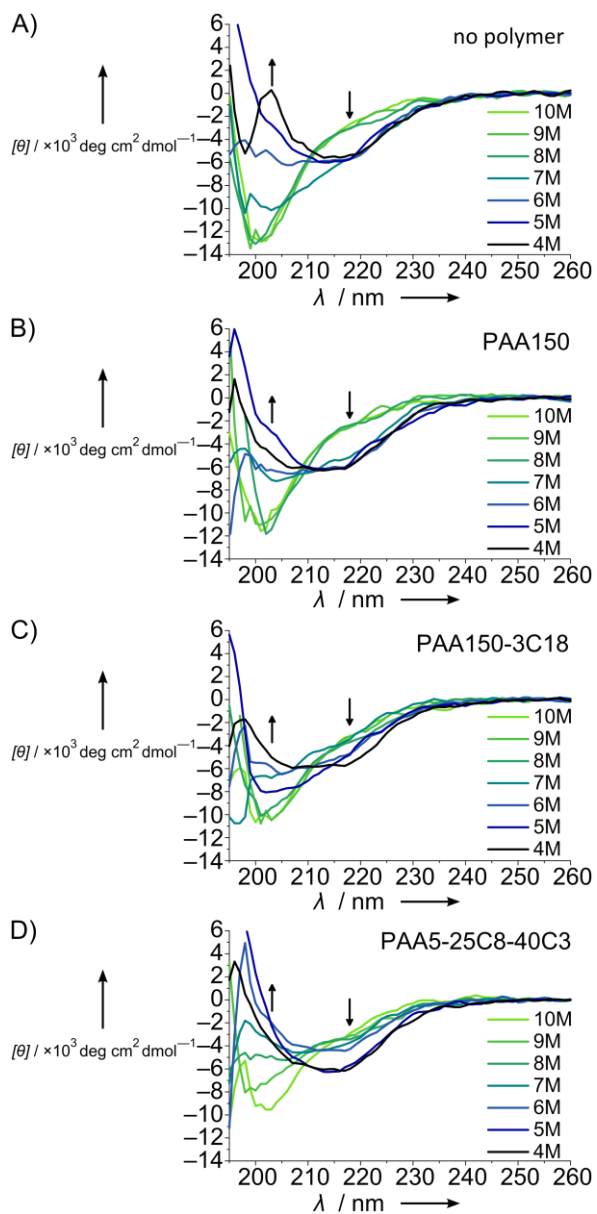 A)
no polymer
6
4
2
0
−2
−4
−6
−8
−10
−12
−14
[θ] / ×10³ deg cm² dmol⁻¹
10M
9M
8M
7M
6M
5M
4M
200 210 220 230 240 250 260
λ / nm
B)
PAA150
6
4
2
0
−2
−4
−6
−8
−10
−12
−14
[θ] / ×10³ deg cm² dmol⁻¹
10M
9M
8M
7M
6M
5M
4M
200 210 220 230 240 250 260
λ / nm
C)
PAA150-3C18
6
4
2
0
−2
−4
−6
−8
−10
−12
−14
[θ] / ×10³ deg cm² dmol⁻¹
10M
9M
8M
7M
6M
5M
4M
200 210 220 230 240 250 260
λ / nm
D)
PAA5-25C8-40C3
6
4
2
0
−2
−4
−6
−8
−10
−12
−14
[θ] / ×10³ deg cm² dmol⁻¹
10M
9M
8M
7M
6M
5M
4M
200 210 220 230 240 250 260
λ / nm